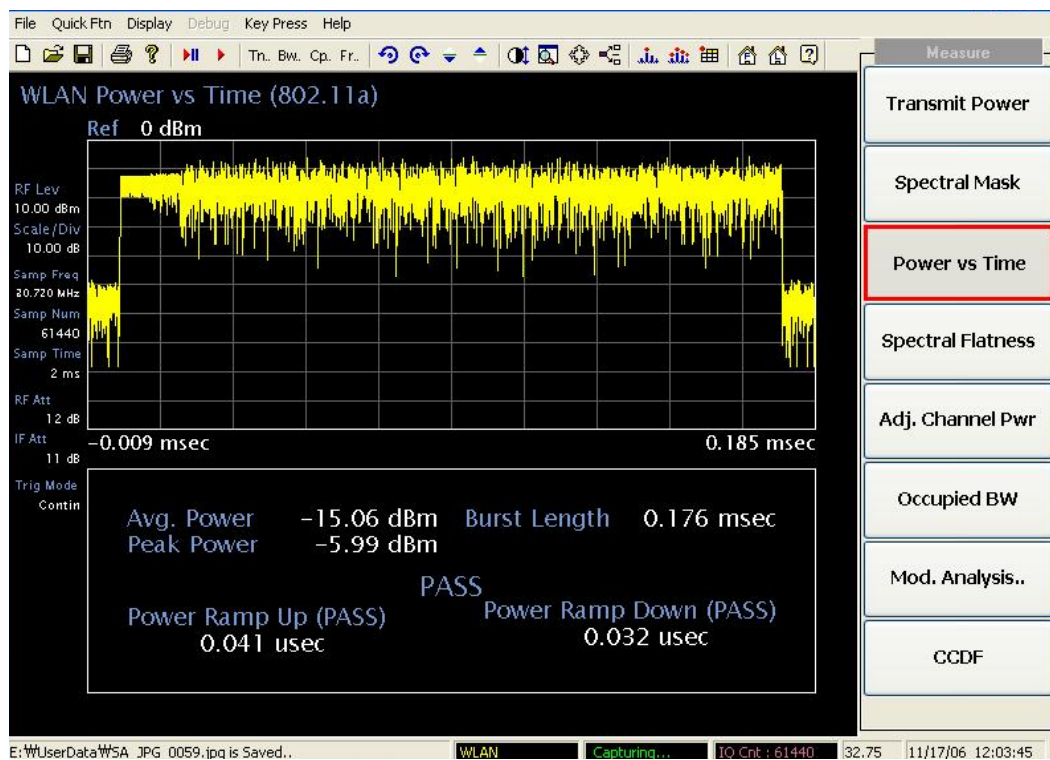 File Quick Ftn Display Debug Key Press Help
Tn.. Bw.. Cp.. Fr..
Measure
WLAN Power vs Time (802.11a)
Ref 0 dBm
RF Lev
10.00 dBm
Scale/Div
10.00 dB
Samp Freq
30.720 MHz
Samp Num
61440
Samp Time
2 ms
RF Att
12 dB
IF Att
11 dB
Trig Mode
Contin
-0.009 msec 0.185 msec
Avg. Power -15.06 dBm Burst Length 0.176 msec
Peak Power -5.99 dBm
PASS
Power Ramp Up (PASS) Power Ramp Down (PASS)
0.041 usec 0.032 usec
Transmit Power
Spectral Mask
Power vs Time
Spectral Flatness
Adj. Channel Pwr
Occupied BW
Mod. Analysis..
CCDF
E:₩UserData₩SA_JPG_0059.jpg is Saved.. WLAN Capturing... IQ Cnt : 61440 32.75 11/17/06 12:03:45